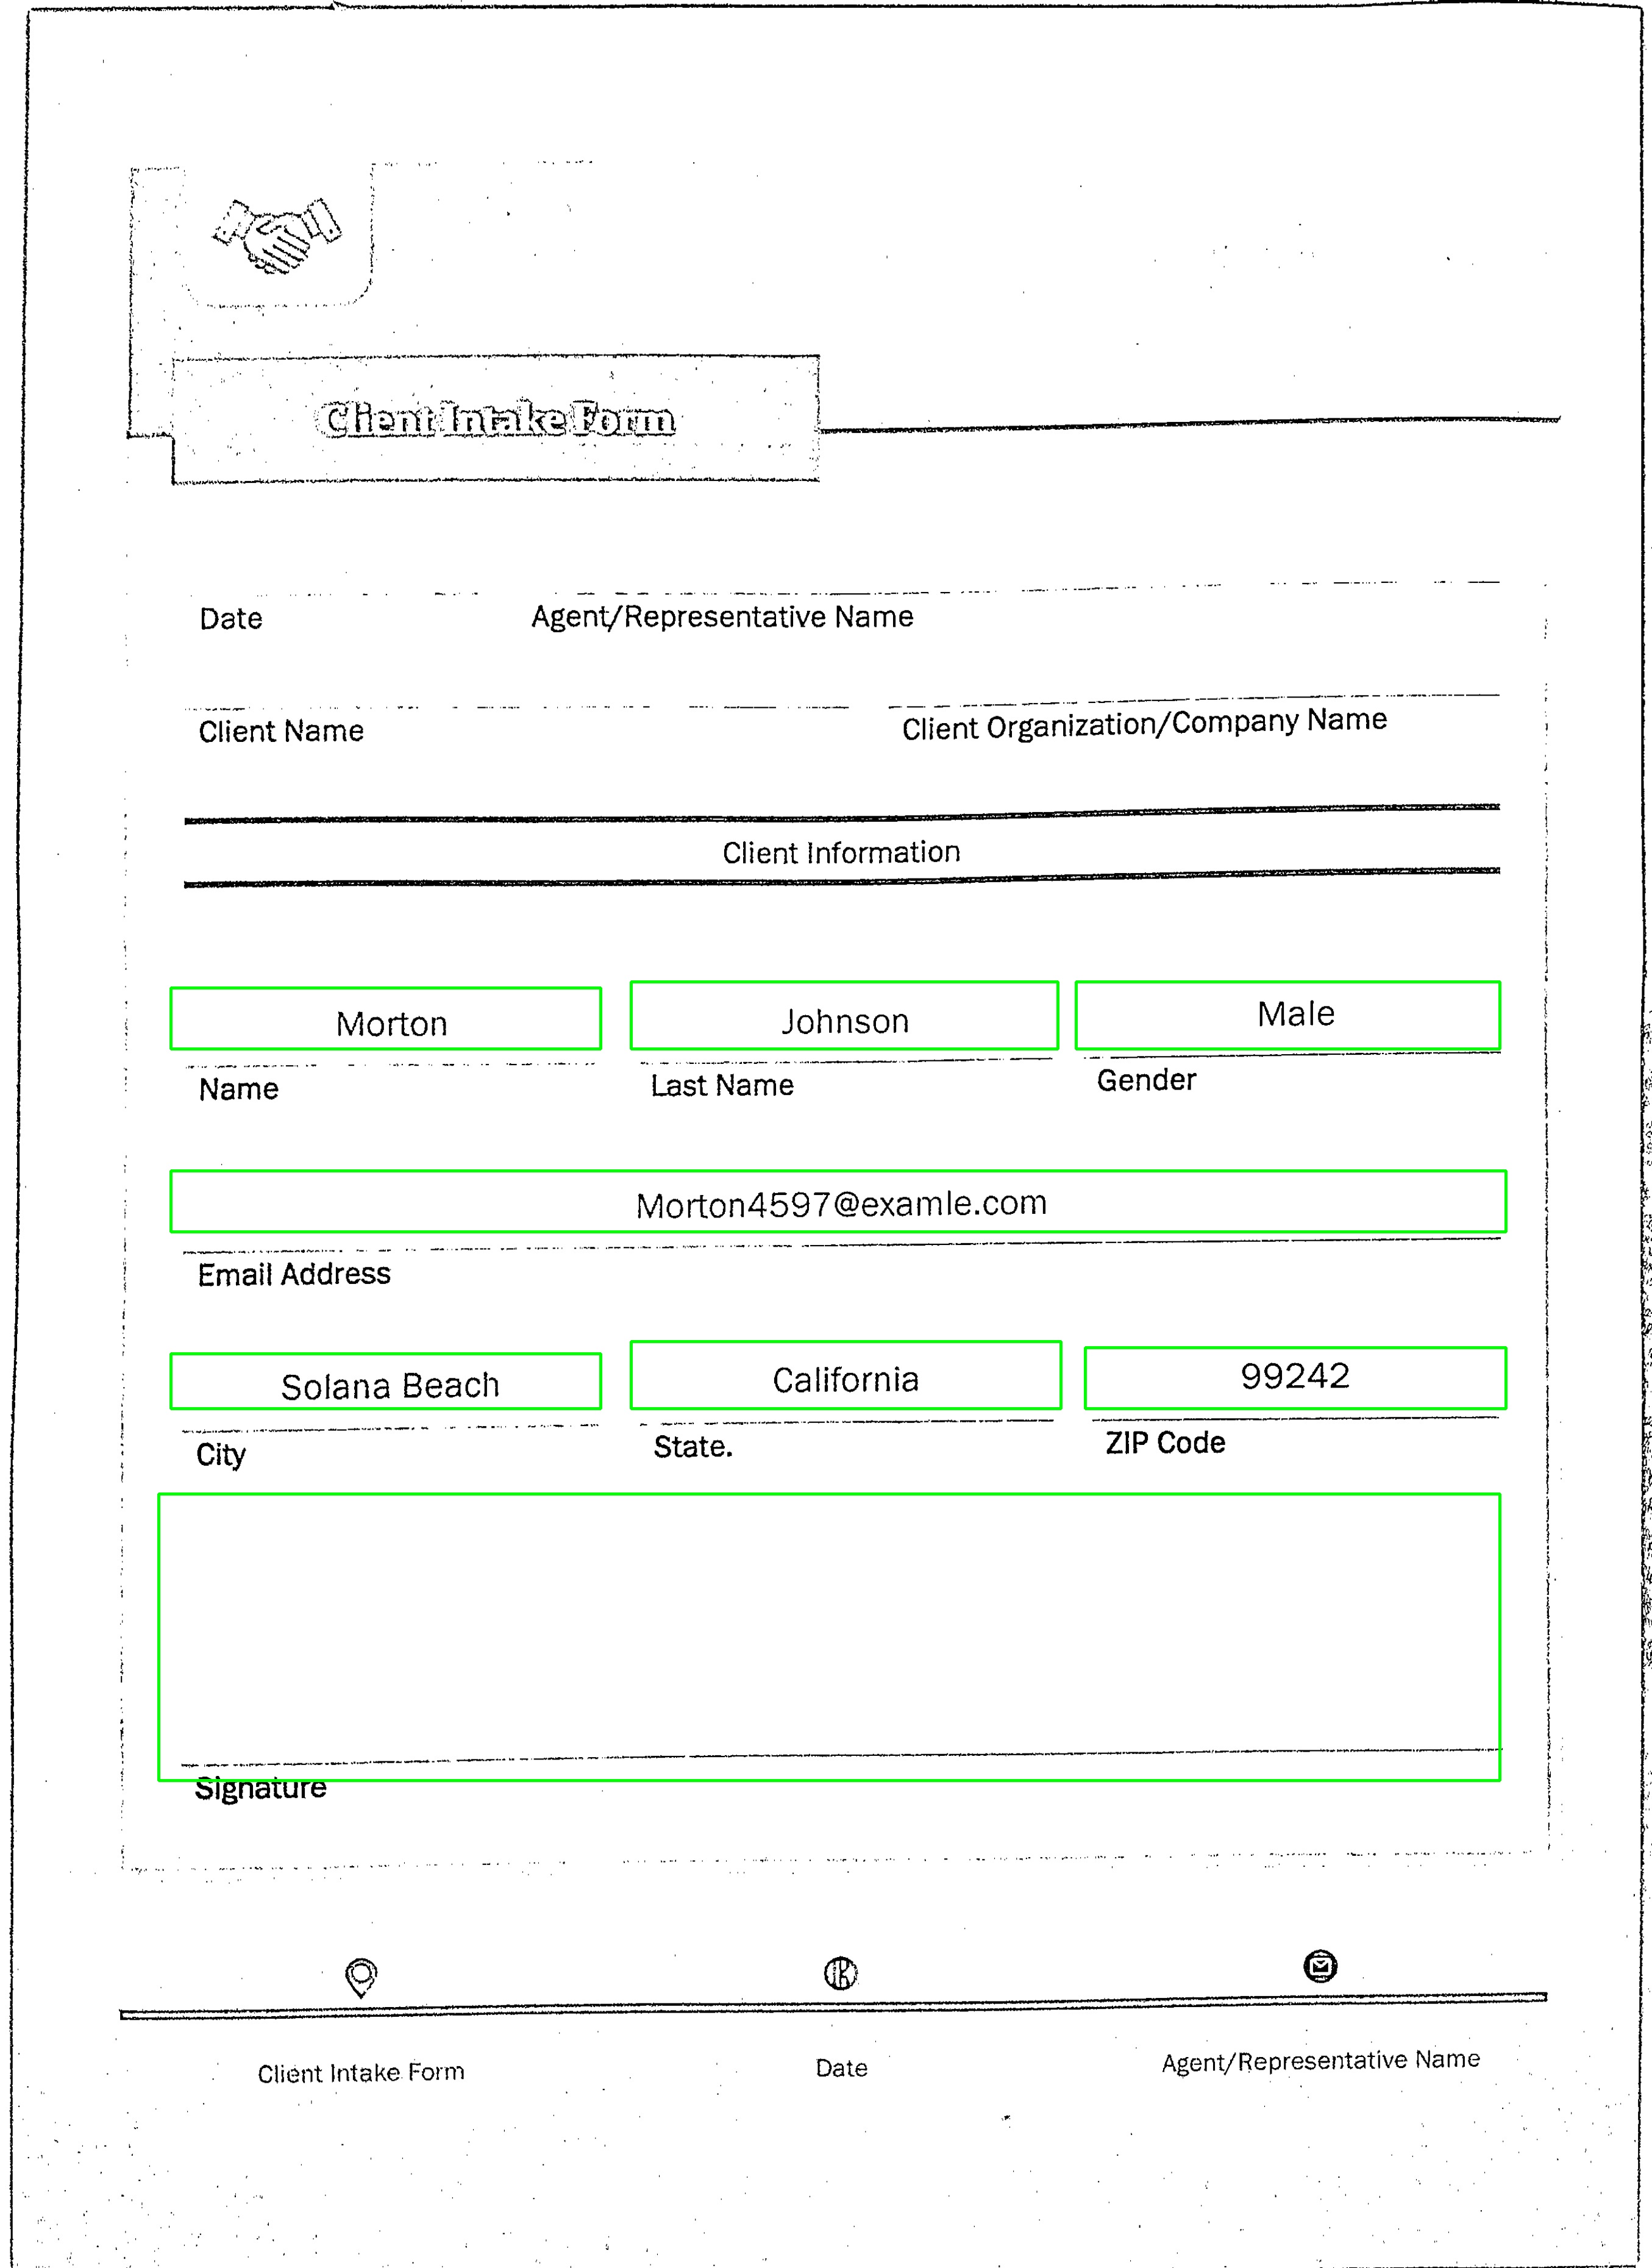 Client Intake Form
Date Agent/Representative Name
Client Name Client Organization/Company Name
Client Information
Morton Johnson Male
Name Last Name Gender
Morton4597@examle.com
Email Address
Solana Beach California 99242
City State. ZIP Code
Signature
Client Intake Form Date Agent/Representative Name